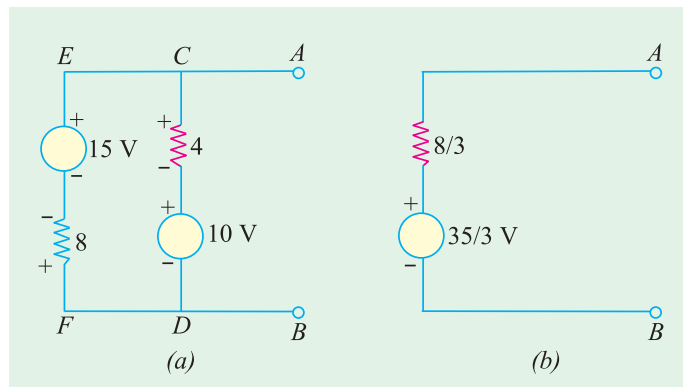 E C A
+ 15 V -
- 8 +
+ 4 -
+ 10 V -
F D B
(a)
A
8/3
+ 35/3 V -
B
(b)